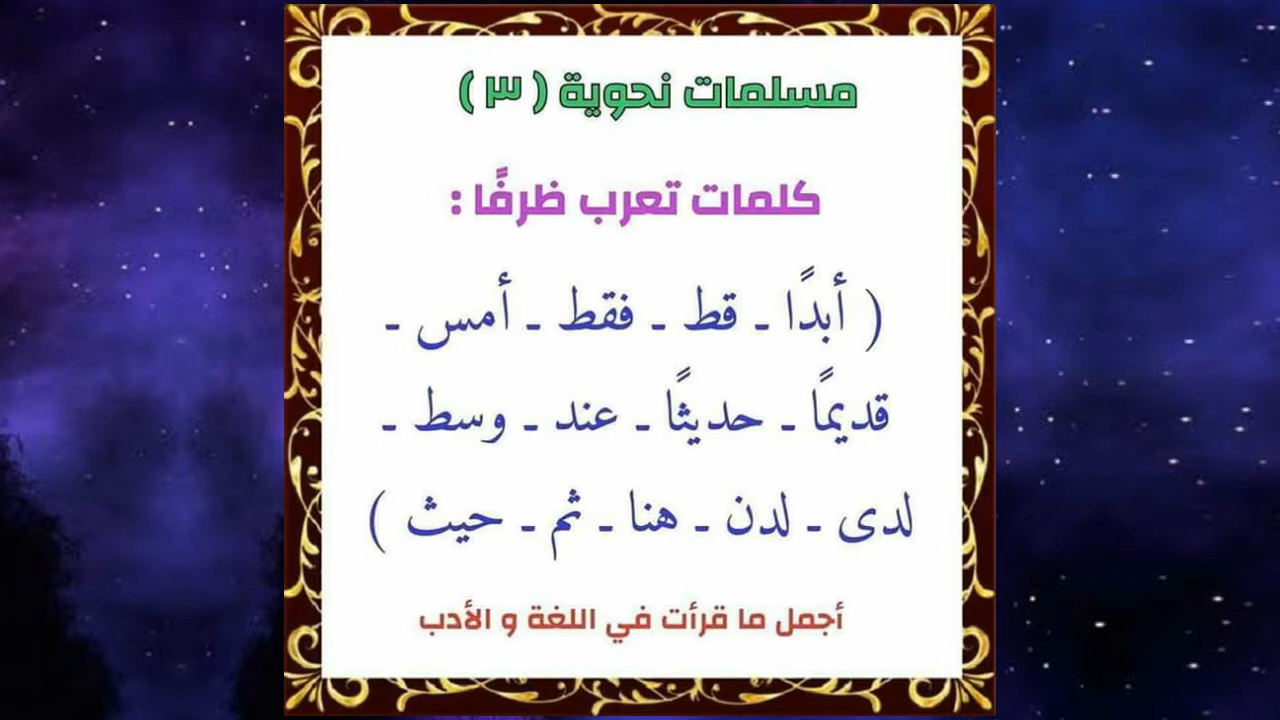 مسلمات نحوية ( ٣ )
كلمات تعرب ظرفًا :
( أبدًا ـ قط ـ فقط ـ أمس ـ
قديمًا ـ حديثًا ـ عند ـ وسط ـ
لدى ـ لدن ـ هنا ـ ثم ـ حيث )
أجمل ما قرأت في اللغة و الأدب